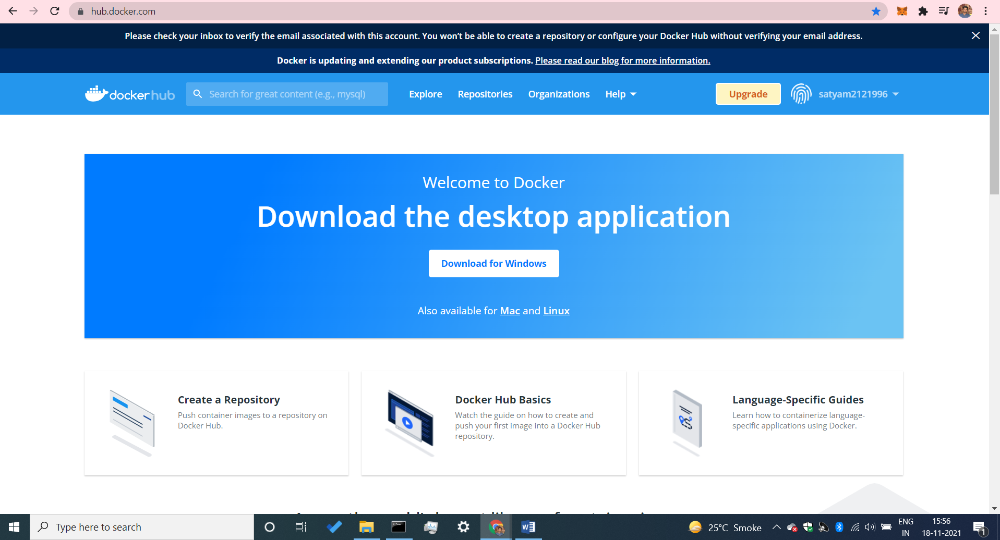 hub.docker.com
Please check your inbox to verify the email associated with this account. You won't be able to create a repository or configure your Docker Hub without verifying your email address.
Docker is updating and extending our product subscriptions. Please read our blog for more information.
docker hub
Search for great content (e.g., mysql)
Explore
Repositories
Organizations
Help
Upgrade
satyam2121996
Welcome to Docker
Download the desktop application
Download for Windows
Also available for Mac and Linux
Create a Repository
Push container images to a repository on
Docker Hub.
Docker Hub Basics
Watch the guide on how to create and
push your first image into a Docker Hub
repository.
Language-Specific Guides
Learn how to containerize language-
specific applications using Docker.
Type here to search
25°C Smoke
ENG
IN
15:56
18-11-2021
1